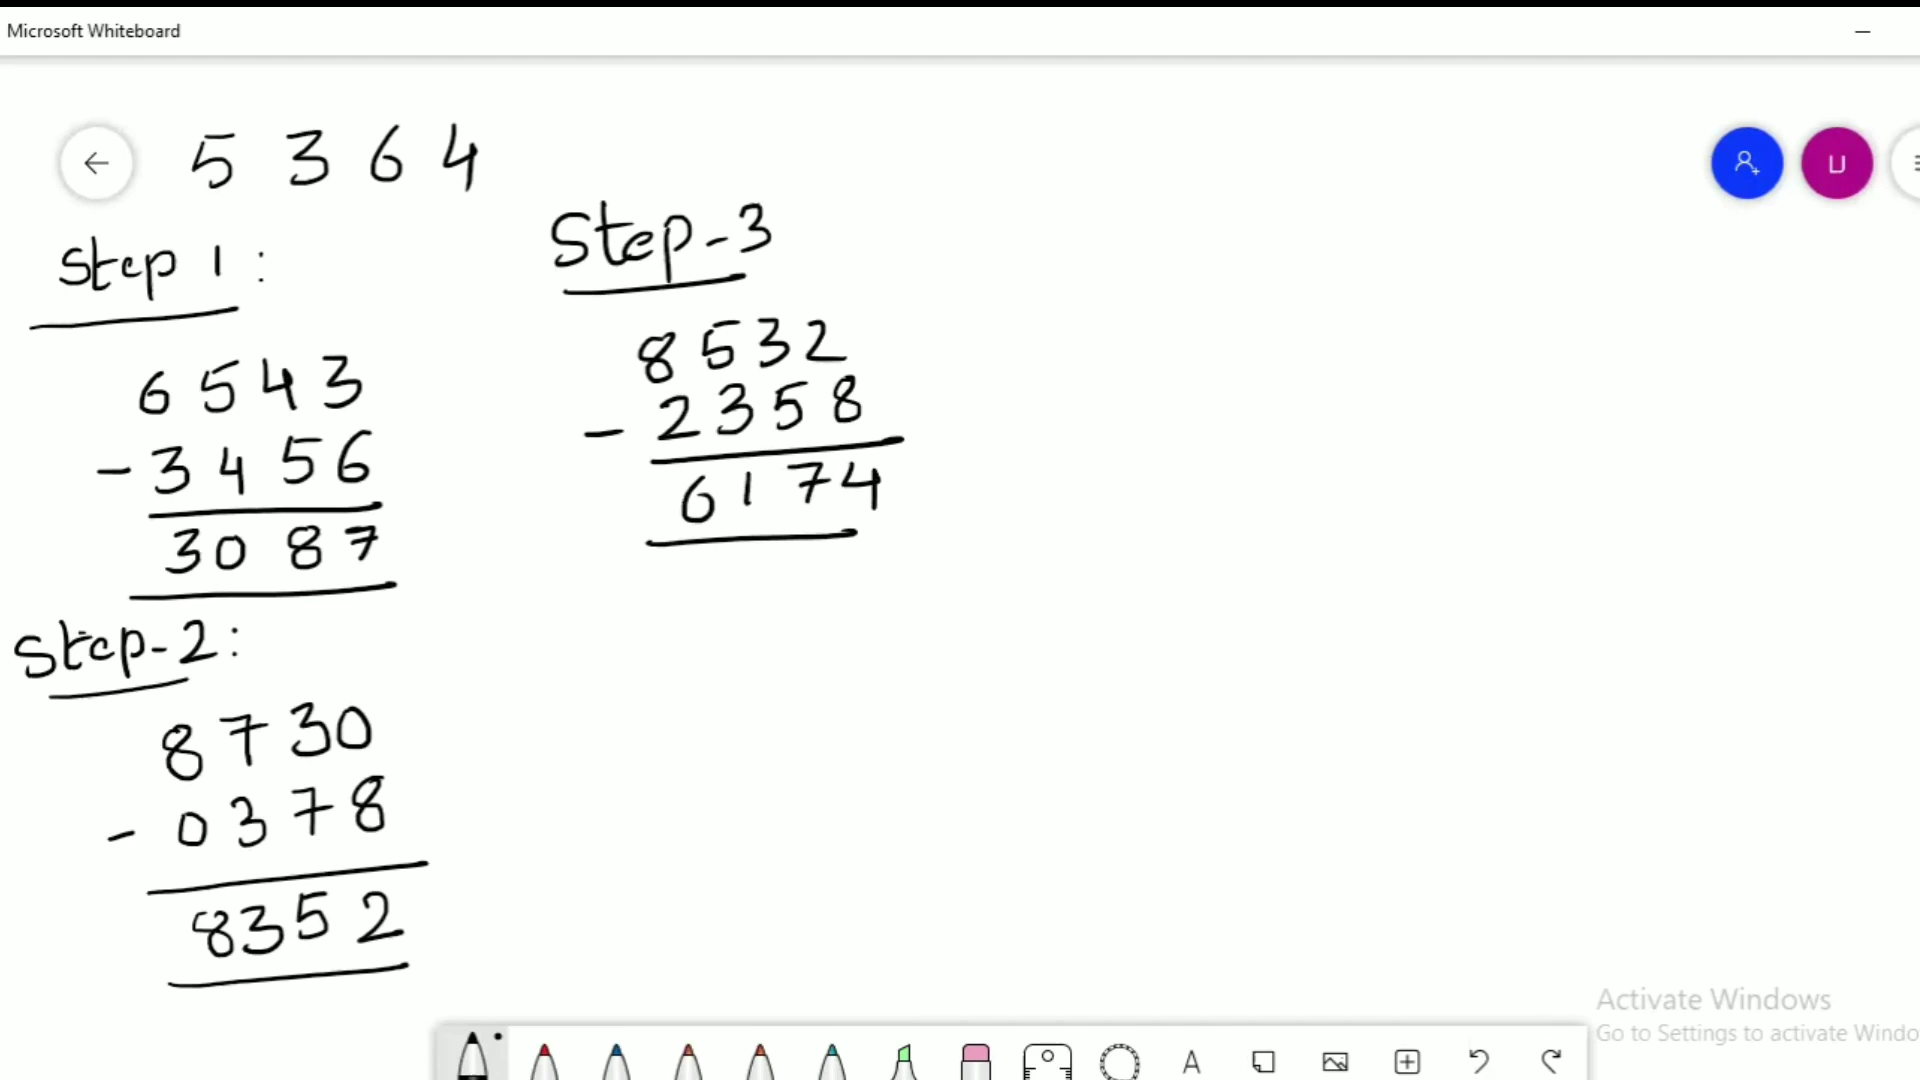 Microsoft Whiteboard
5 3 6 4
Step 1 :
6 5 4 3
- 3 4 5 6
3 0 8 7
Step-2:
8 7 3 0
- 0 3 7 8
8 3 5 2
Step-3
8 5 3 2
- 2 3 5 8
6 1 7 4
U
Activate Windows
Go to Settings to activate Windo
A